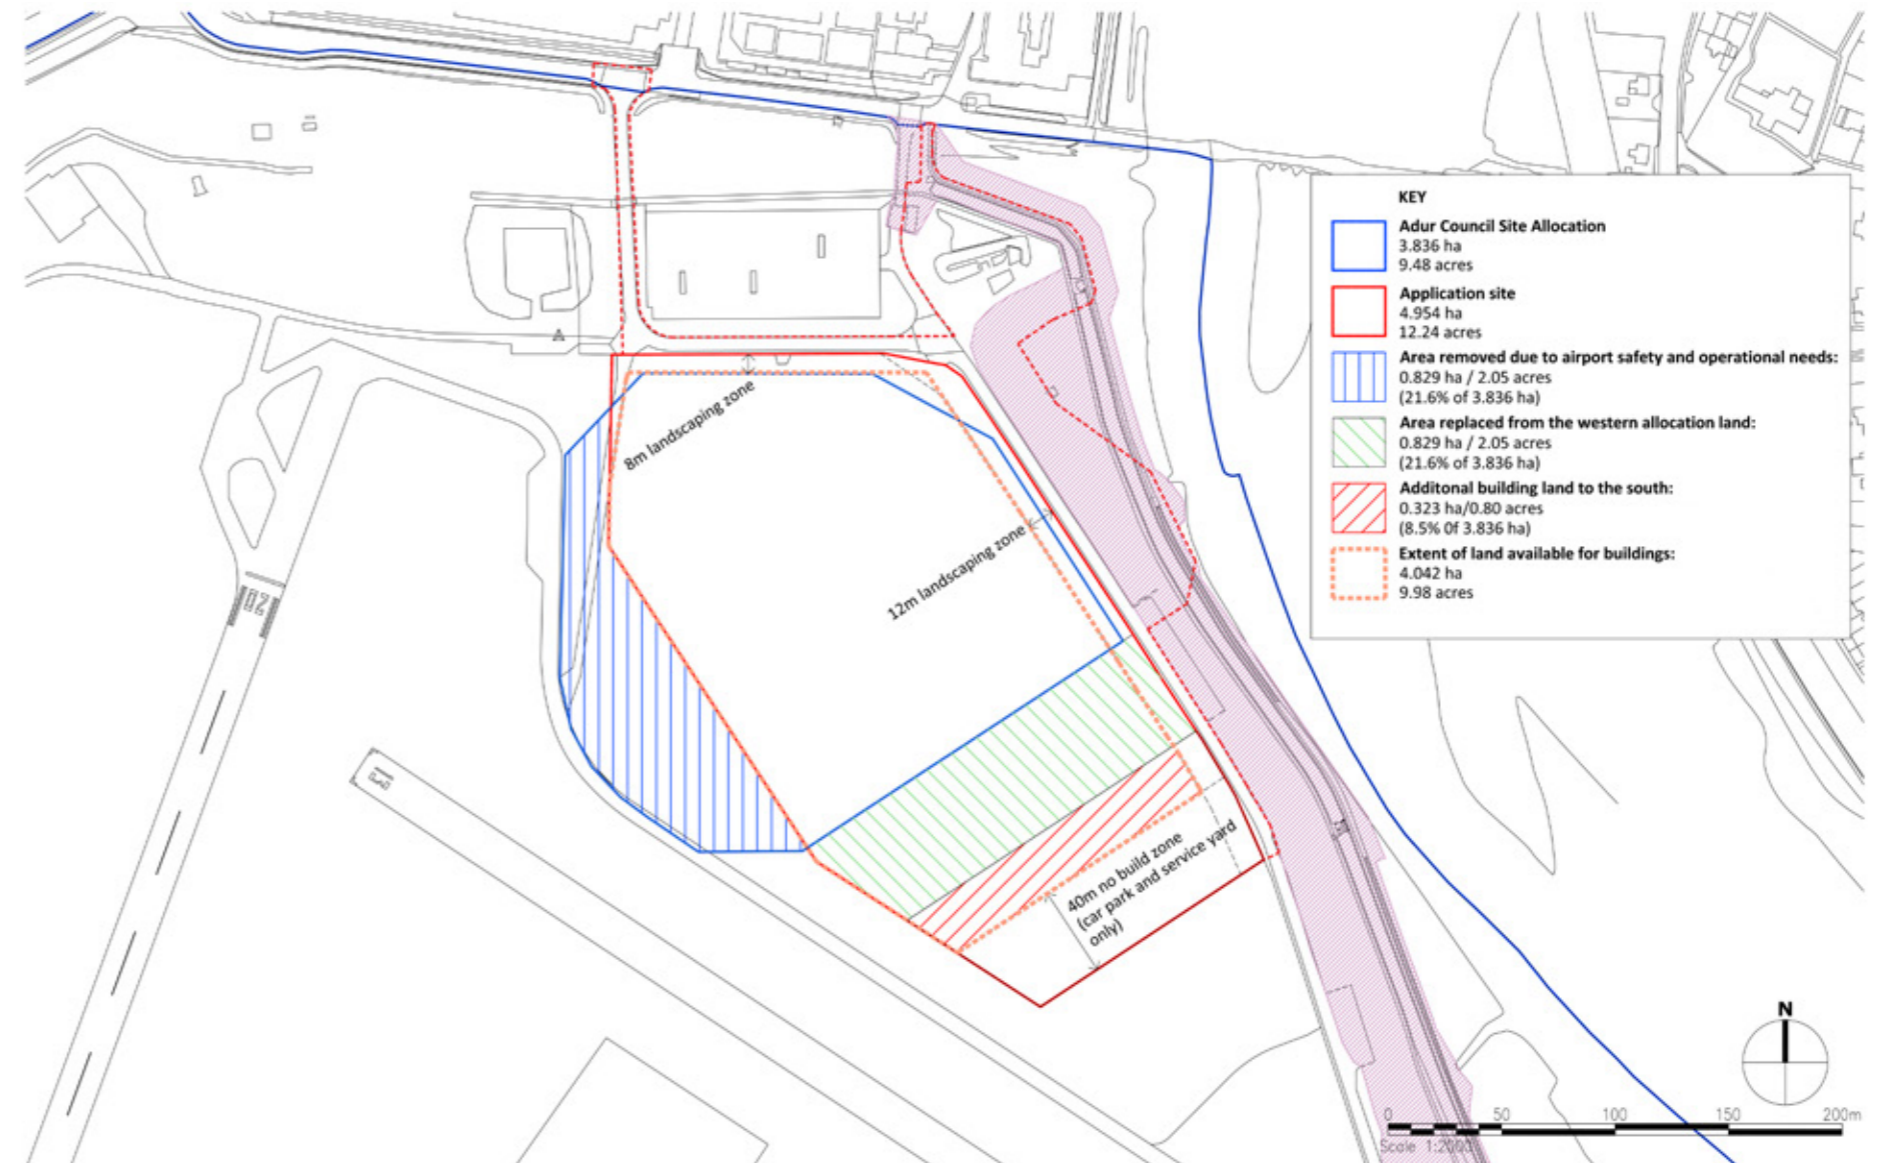 KEY
Adur Council Site Allocation
3.836 ha
9.48 acres
Application site
4.954 ha
12.24 acres
Area removed due to airport safety and operational needs:
0.829 ha / 2.05 acres
(21.6% of 3.836 ha)
Area replaced from the western allocation land:
0.829 ha / 2.05 acres
(21.6% of 3.836 ha)
Additonal building land to the south:
0.323 ha/0.80 acres
(8.5% 0f 3.836 ha)
Extent of land available for buildings:
4.042 ha
9.98 acres
8m landscaping zone
12m landscaping zone
40m no build zone
(car park and service yard
only)
N
0 50 100 150 200m
Scale 1:2000